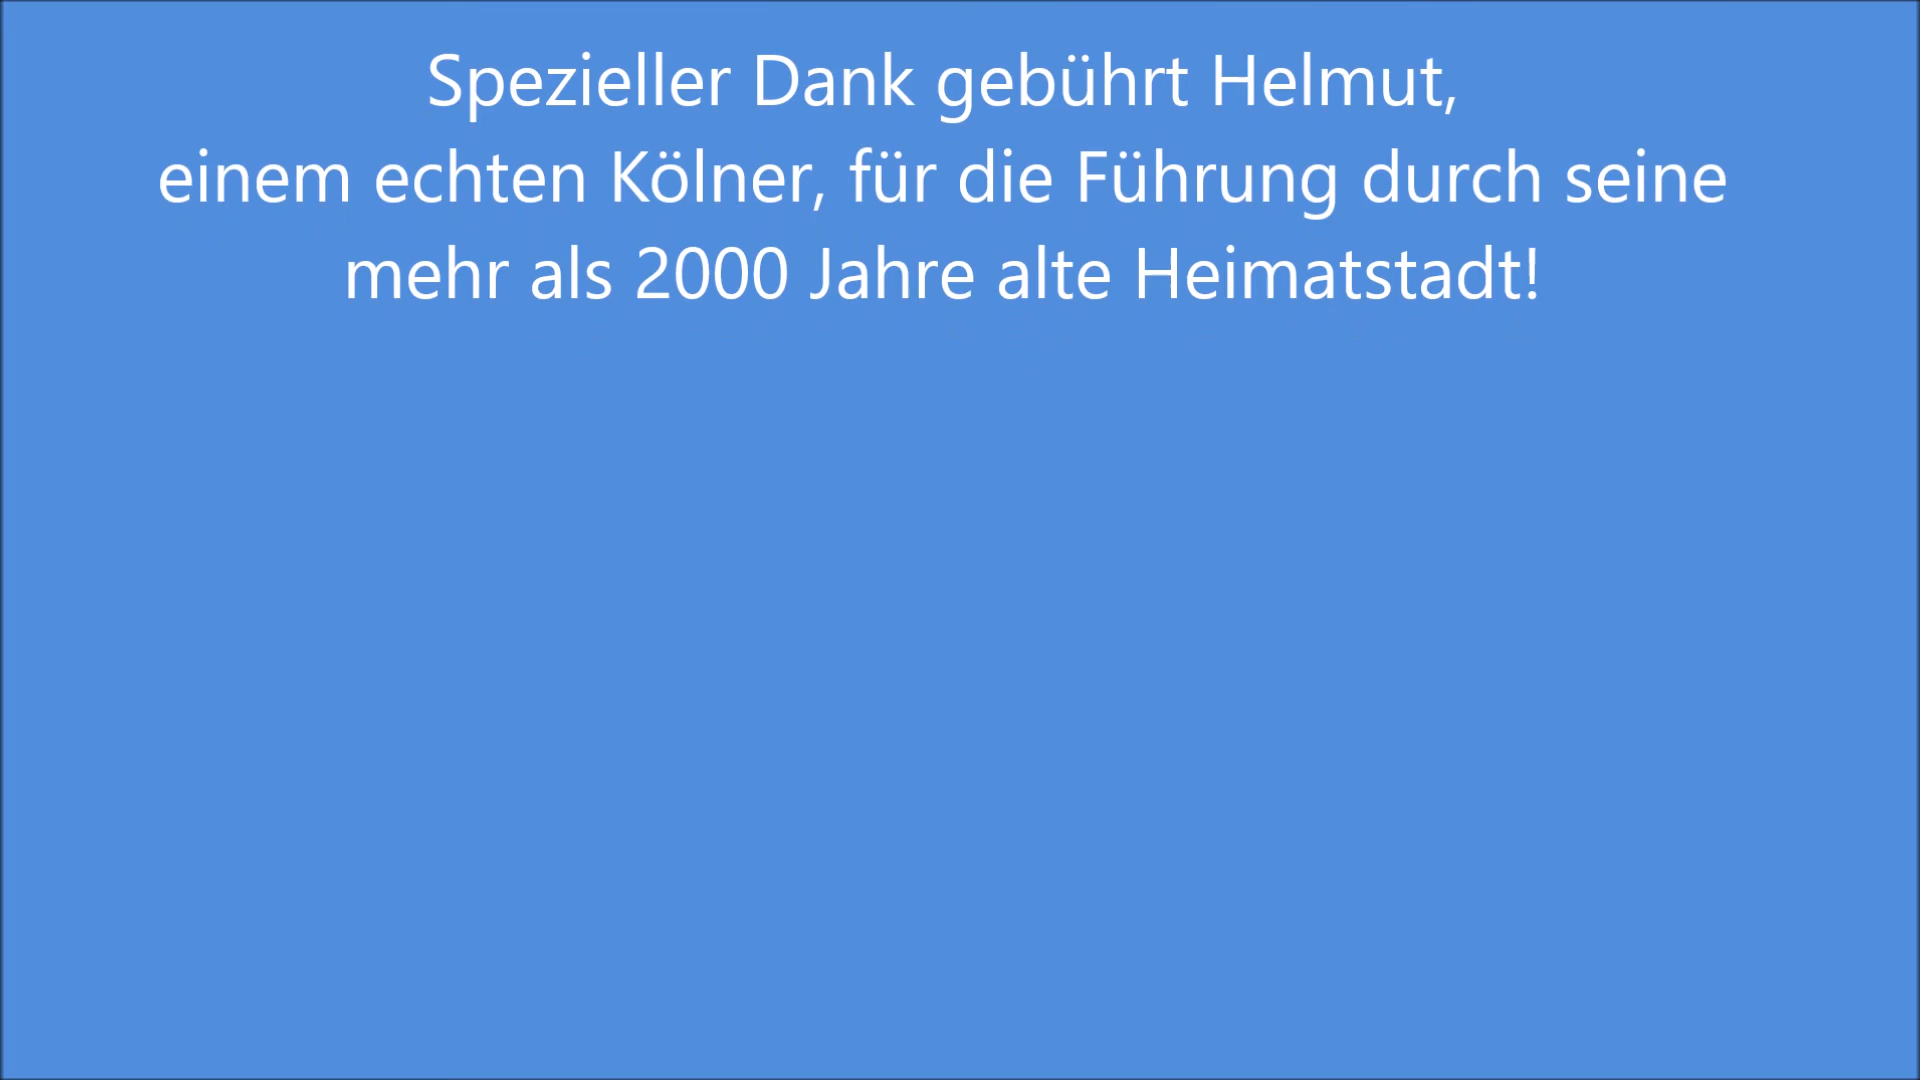 Spezieller Dank gebührt Helmut,
einem echten Kölner, für die Führung durch seine
mehr als 2000 Jahre alte Heimatstadt!